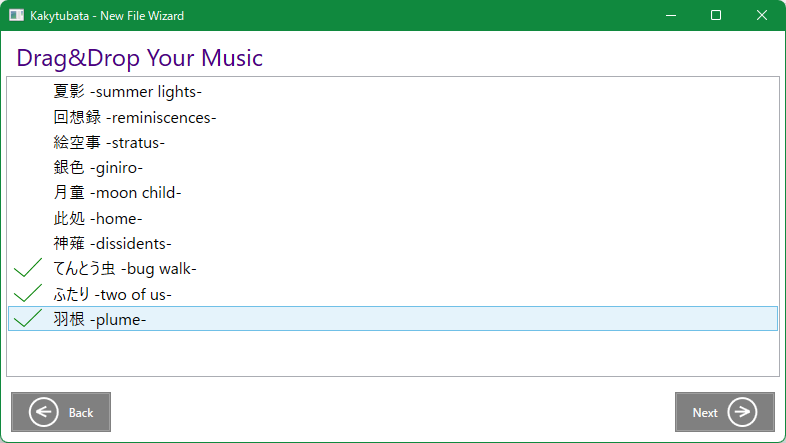 Kakytubata - New File Wizard
Drag&Drop Your Music
夏影 -summer lights-
回想録 -reminiscences-
絵空事 -stratus-
銀色 -giniro-
月童 -moon child-
此処 -home-
神薙 -dissidents-
てんとう虫 -bug walk-
ふたり -two of us-
羽根 -plume-
Back
Next